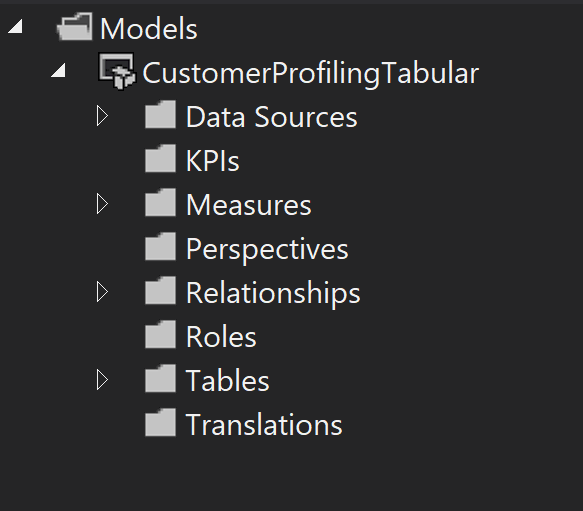 Models
CustomerProfilingTabular
Data Sources
KPIs
Measures
Perspectives
Relationships
Roles
Tables
Translations